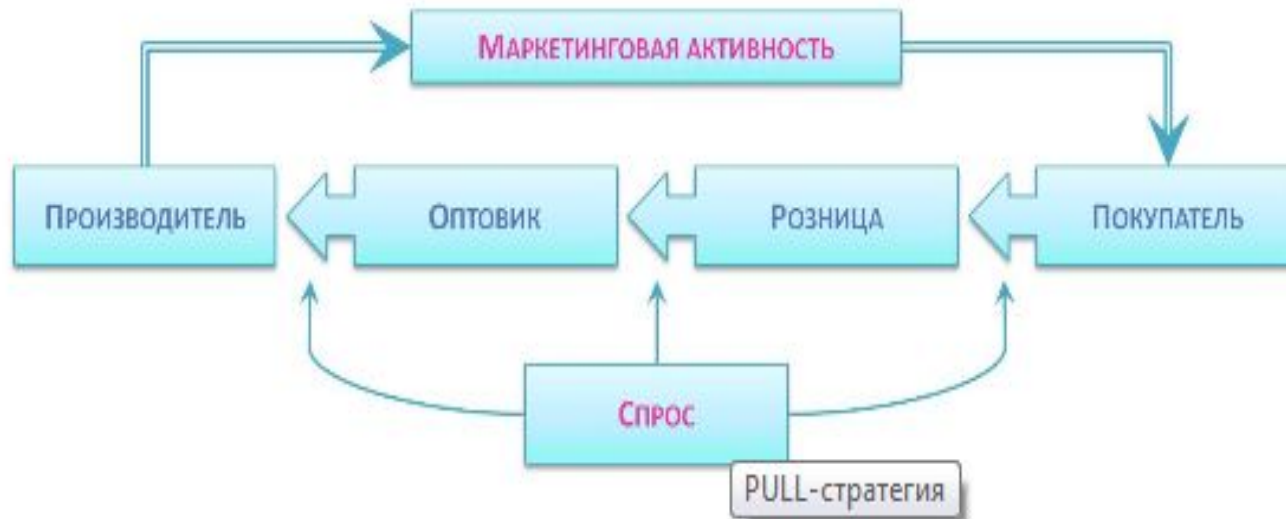 Маркетинговая активность
Производитель
Оптовик
Розница
Покупатель
Спрос
PULL-стратегия